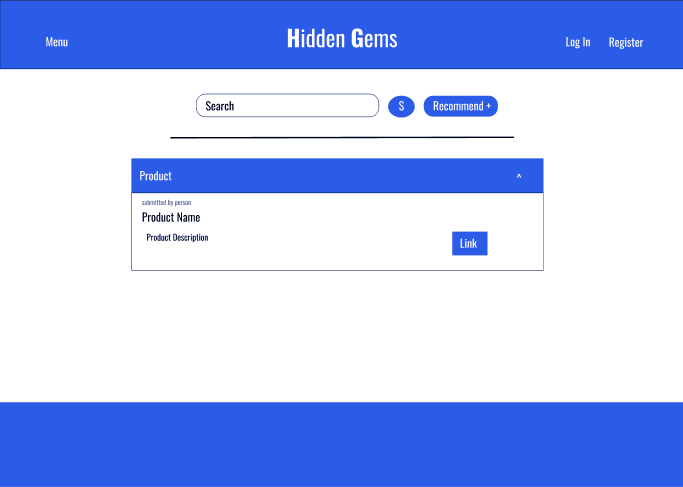 Menu
Hidden Gems
Log In
Register
Search
S
Recommend +
Product
^
submitted by person
Product Name
Product Description
Link